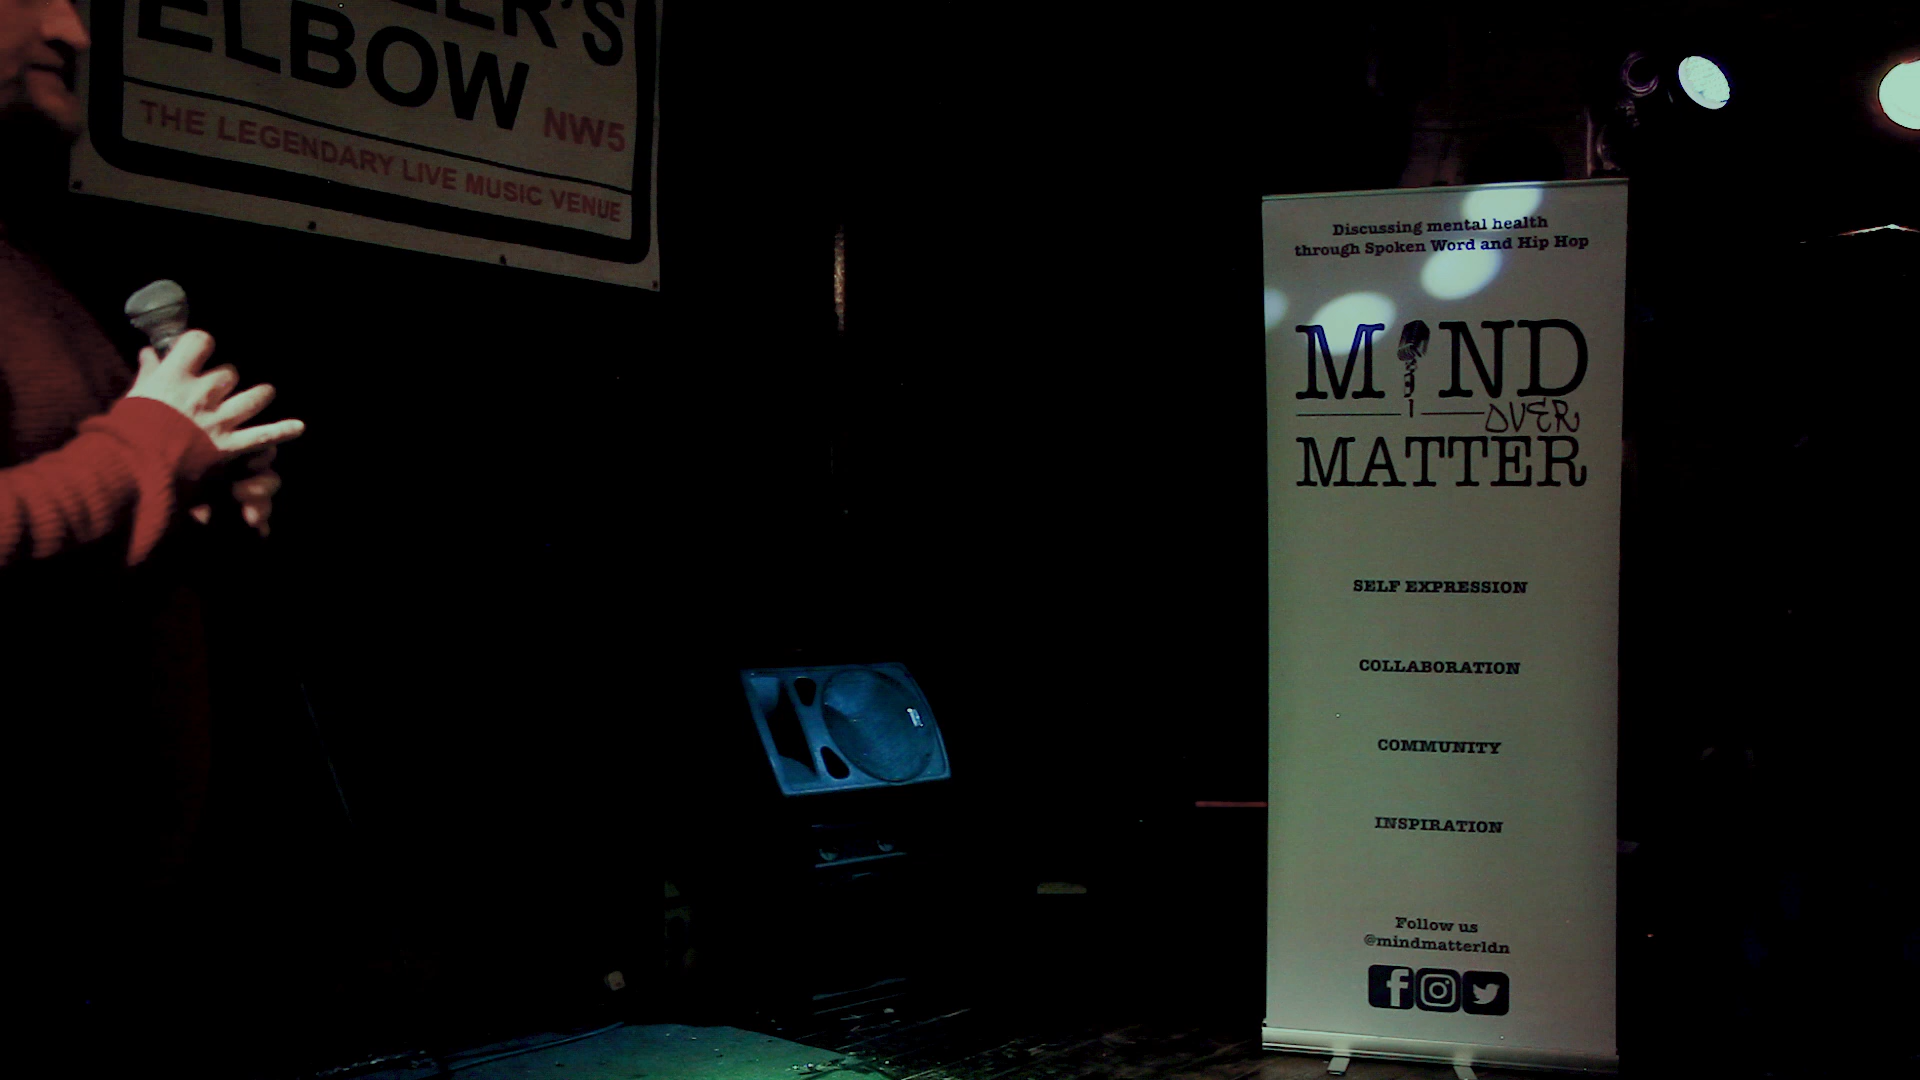 ELBOW NW5
THE LEGENDARY LIVE MUSIC VENUE
Discussing mental health
through Spoken Word and Hip Hop
MIND
OVER
MATTER
SELF EXPRESSION
COLLABORATION
COMMUNITY
INSPIRATION
Follow us
@mindmatterldn